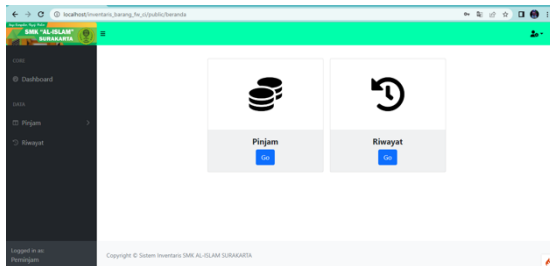 localhost/inventaris_barang_fix_ci/public/beranda
SMK "AL-ISLAM"
SURAKARTA
CORE
Dashboard
DATA
Pinjam
Riwayat
Pinjam
Go
Riwayat
Go
Logged in as:
Peminjam
Copyright © Sistem Inventaris SMK AL-ISLAM SURAKARTA